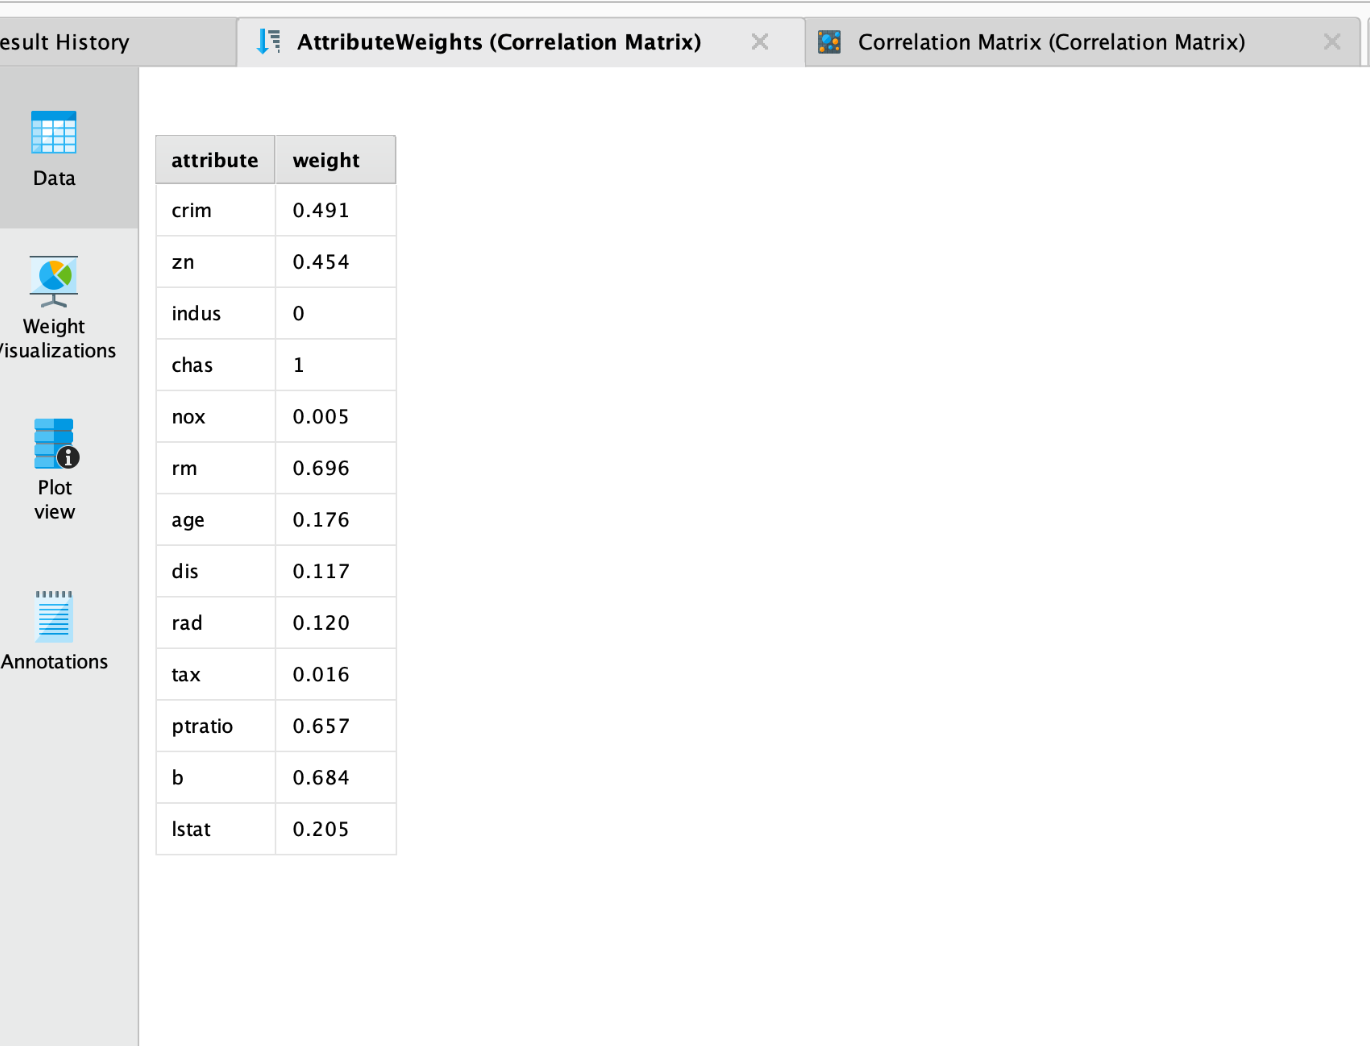 esult History
AttributeWeights (Correlation Matrix)
Correlation Matrix (Correlation Matrix)
Data
Weight
Visualizations
Plot
view
Annotations
attribute weight
crim 0.491
zn 0.454
indus 0
chas 1
nox 0.005
rm 0.696
age 0.176
dis 0.117
rad 0.120
tax 0.016
ptratio 0.657
b 0.684
lstat 0.205